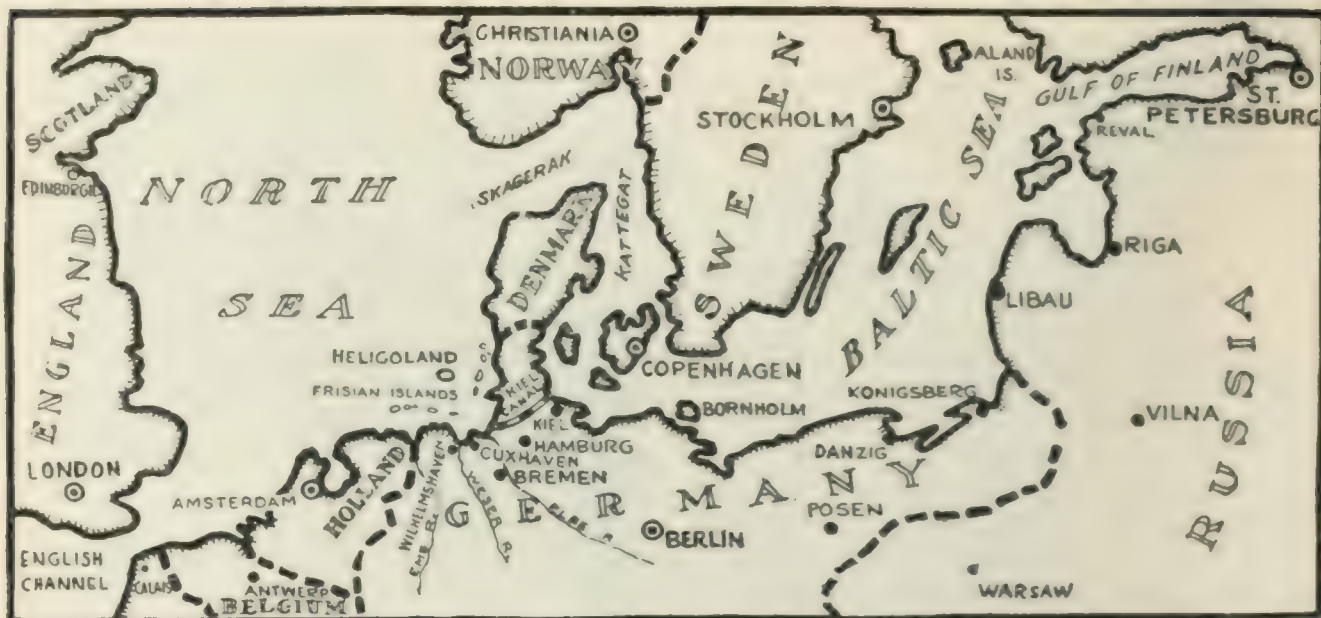 CHRISTIANIA
NORWAY
SWEDEN
ALAND
IS.
GULF OF FINLAND
ST.
PETERSBURG
SCOTLAND
EDINBORGH
STOCKHOLM
REVAL
NORTH
SEA
SKAGERAK
KATTEGAT
DENMARK
BALTIC SEA
RIGA
LIBAU
RUSSIA
ENGLAND
HELIGOLAND
FRISIAN ISLANDS
KIEL
CANAL
COPENHAGEN
KONIGSBERG
BORNHOLM
VILNA
KIEL
HAMBURG
CUXHAVEN
BREMEN
DANZIG
LONDON
AMSTERDAM
HOLLAND
WILHELMSHAVEN
EMS R.
WESER R.
ELBE R.
GERMANY
POSEN
BERLIN
ENGLISH
CHANNEL
CALAIS
ANTWERP
BELGIUM
WARSAW